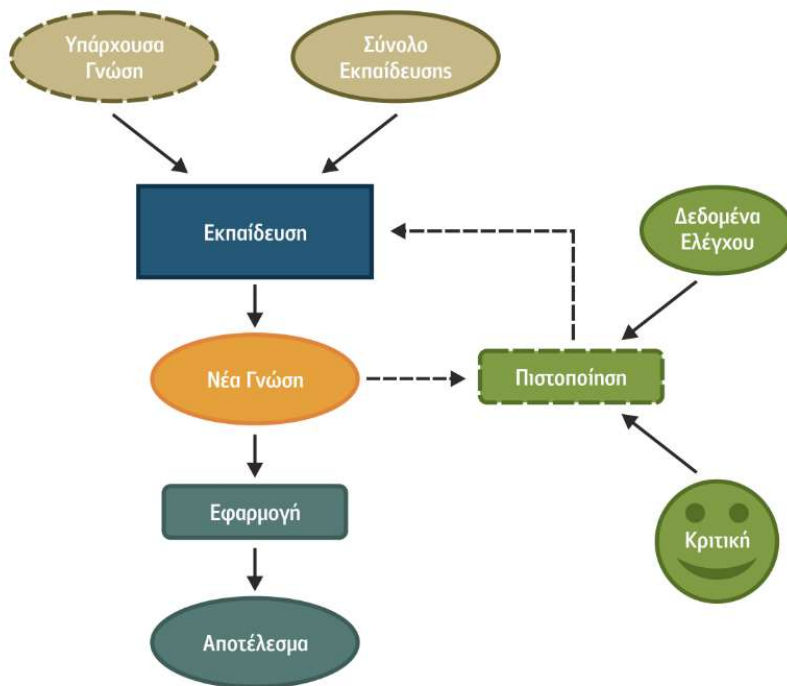 Υπάρχουσα
Γνώση
Σύνολο
Εκπαίδευσης
Εκπαίδευση
Δεδομένα
Ελέγχου
Νέα Γνώση
Πιστοποίηση
Εφαρμογή
Κριτική
Αποτέλεσμα